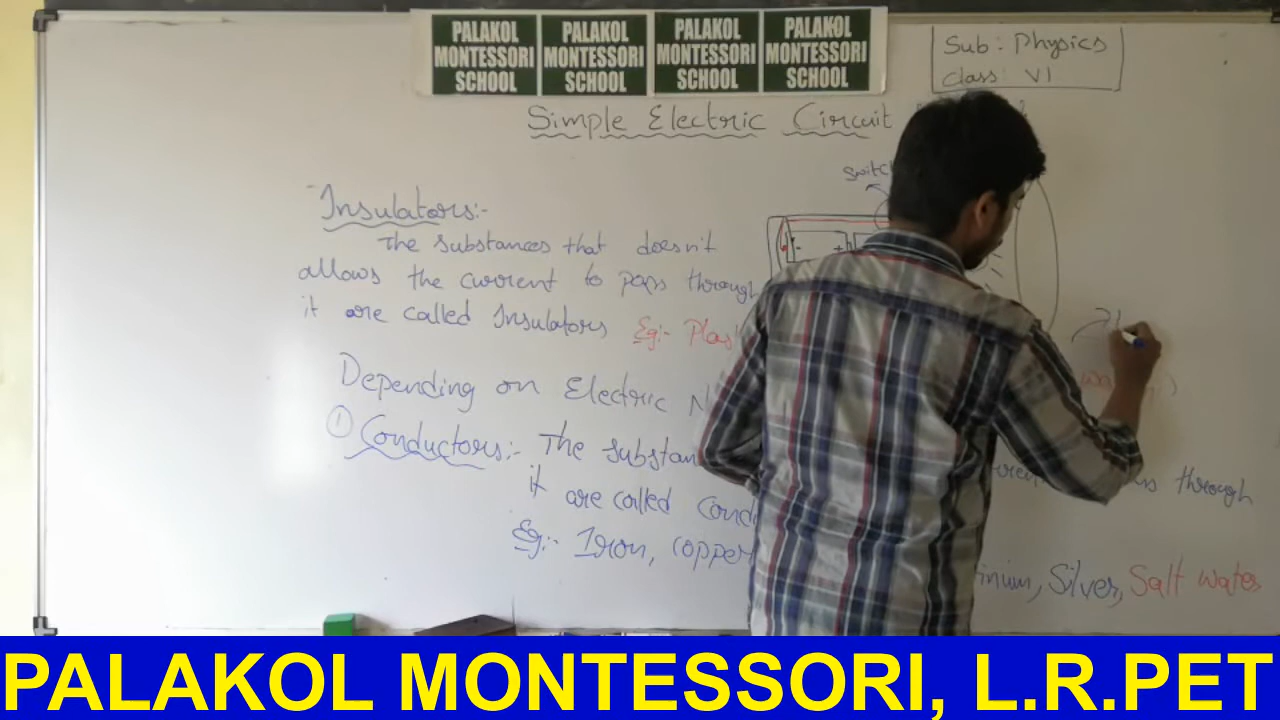 PALAKOL MONTESSORI SCHOOL
PALAKOL MONTESSORI SCHOOL
PALAKOL MONTESSORI SCHOOL
PALAKOL MONTESSORI SCHOOL
Sub: Physics
Class: VI
Simple Electric Circuit
Switch
Insulators:-
The substances that doesn't
allows the current to pass through
it are called Insulators Eg:- Plas
Depending on Electric N
① Conductors:- The substan through
it are called Cond
Eg:- Iron, copper inium, Silver, Salt water
PALAKOL MONTESSORI, L.R.PET